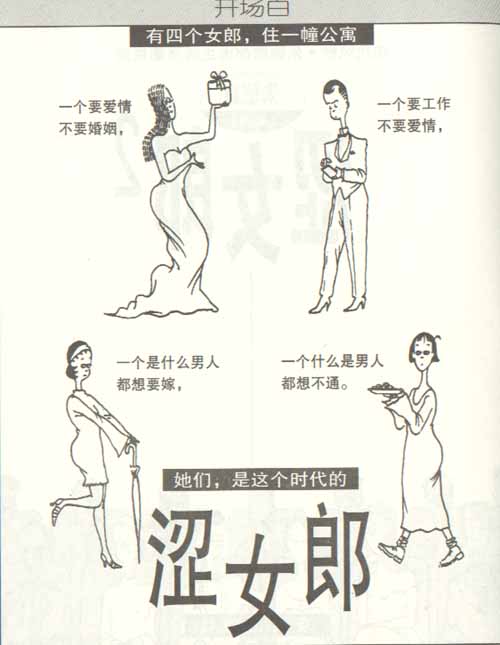 开场白
有四个女郎，住一幢公寓
一个要爱情
不要婚姻，
一个要工作
不要爱情，
一个是什么男人
都想要嫁，
一个什么是男人
都想不通。
她们，是这个时代的
涩女郎